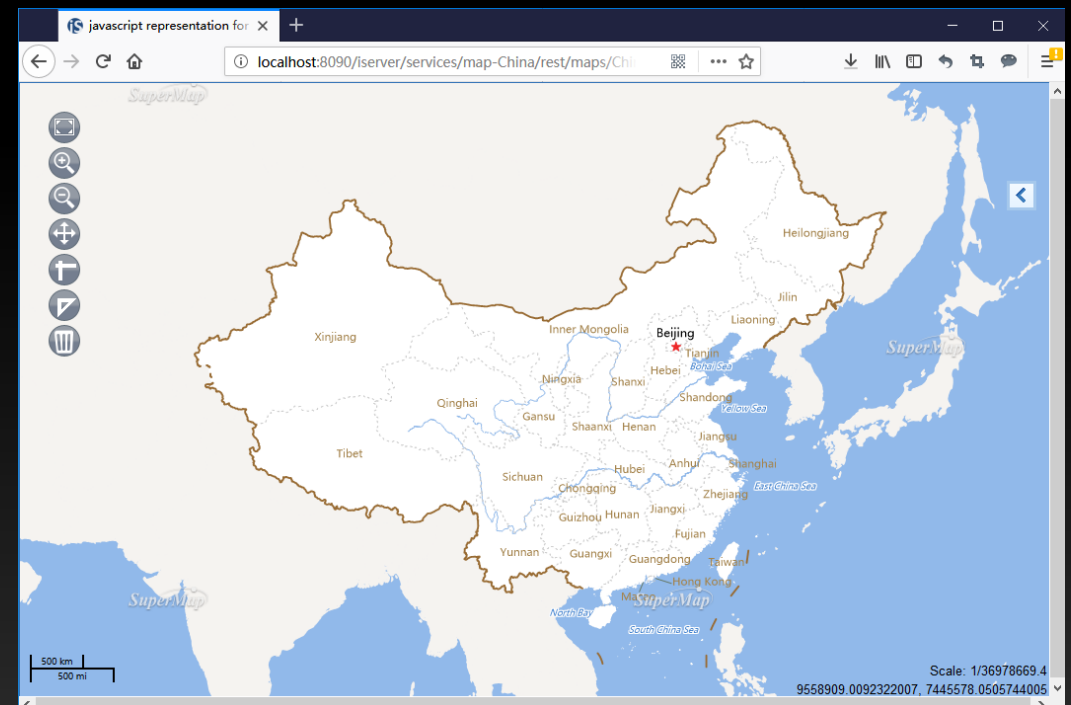 javascript representation for
localhost:8090/iserver/services/map-China/rest/maps/Chi
SuperMap
Heilongjiang
Jilin
Liaoning
Inner Mongolia
Beijing
Xinjiang
SuperMap
Tianjin
Bohai Sea
Hebei
Ningxia
Shanxi
Shandong
Qinghai
Yellow Sea
Gansu
Shaanxi
Henan
Jiangsu
Tibet
Anhui
Shanghai
Hubei
Sichuan
East China Sea
Chongqing
Zhejiang
Jiangxi
Guizhou
Hunan
Fujian
Yunnan
Guangxi
Guangdong
Taiwan
Hong Kong
Macao
SuperMap
SuperMap
North Bay
South China Sea
500 km
500 mi
Scale: 1/36978669.4
9558909.0092322007, 7445578.0505744005